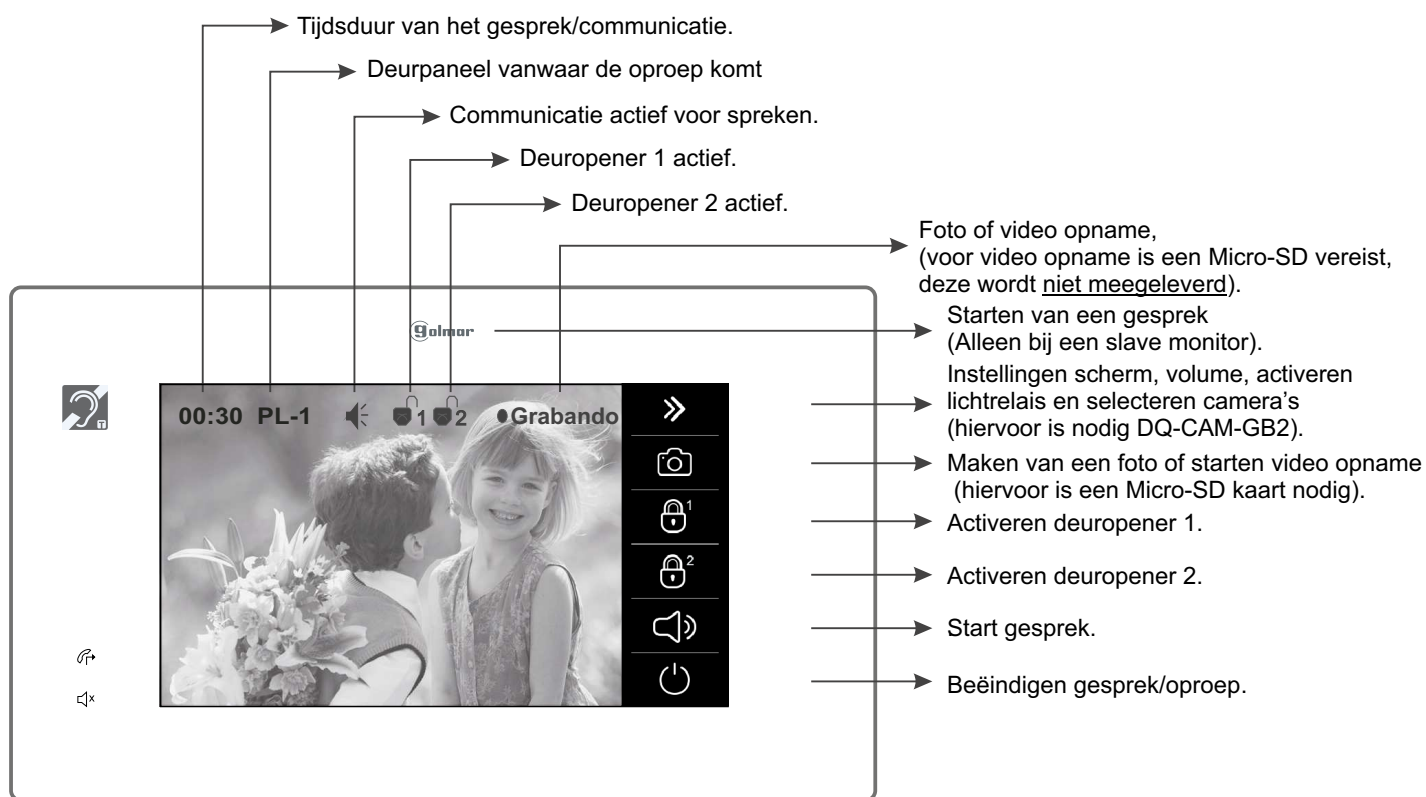 Tijdsduur van het gesprek/communicatie.
Deurpaneel vanwaar de oproep komt
Communicatie actief voor spreken.
Deuropener 1 actief.
Deuropener 2 actief.
Foto of video opname,
(voor video opname is een Micro-SD vereist,
deze wordt niet meegeleverd).
golmar
Starten van een gesprek
(Alleen bij een slave monitor).
Instellingen scherm, volume, activeren
lichtrelais en selecteren camera's
(hiervoor is nodig DQ-CAM-GB2).
T
00:30 PL-1 1 2 Grabando
Maken van een foto of starten video opname
(hiervoor is een Micro-SD kaart nodig).
1
Activeren deuropener 1.
2
Activeren deuropener 2.
Start gesprek.
Beëindigen gesprek/oproep.